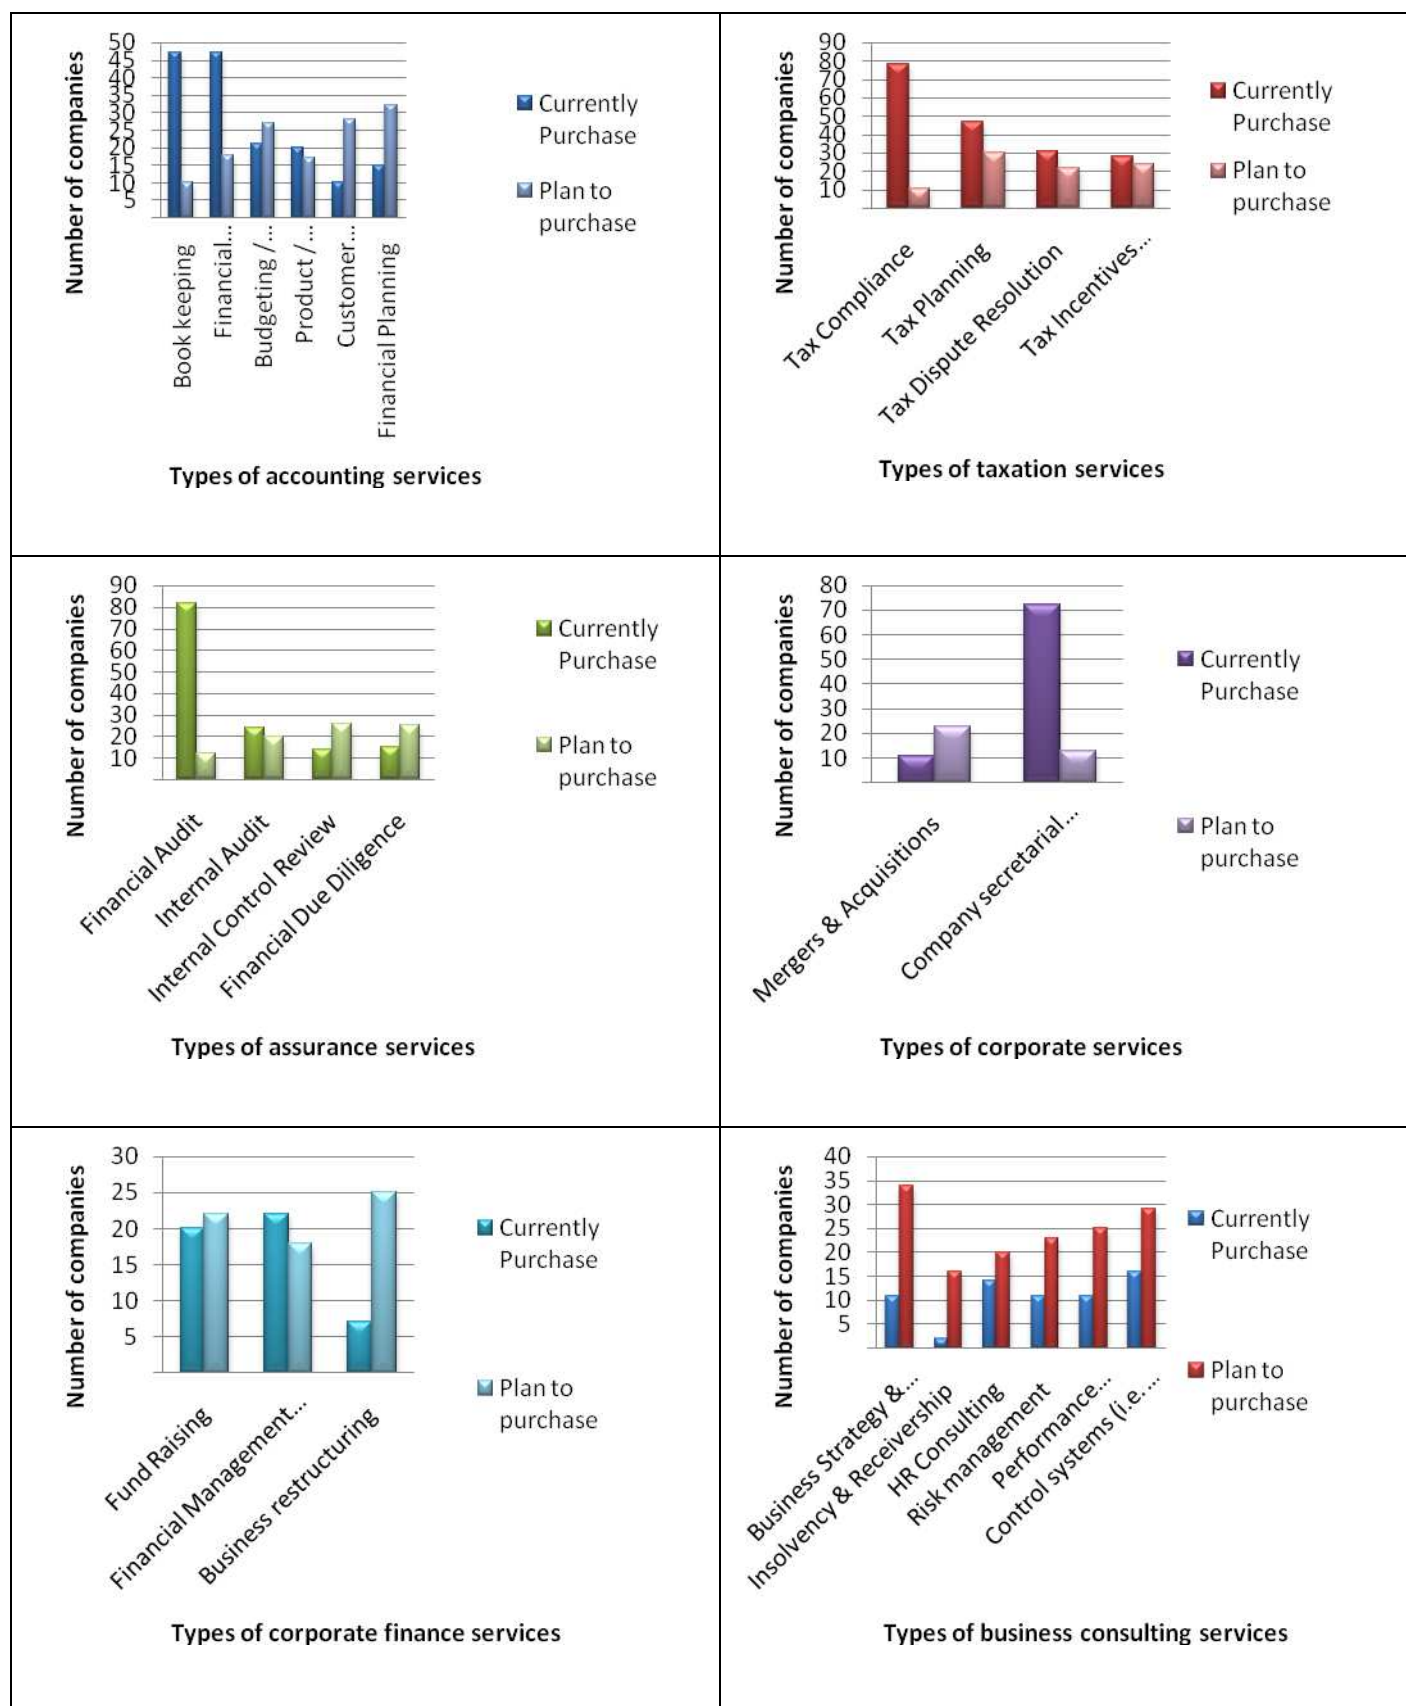 Number of companies
50
45
40
35
30
25
20
15
10
5
Book keeping
Financial...
Budgeting /...
Product /...
Customer...
Financial Planning
Currently
Purchase
Plan to
purchase
Types of accounting services
Number of companies
90
80
70
60
50
40
30
20
10
Tax Compliance
Tax Planning
Tax Dispute Resolution
Tax Incentives...
Currently
Purchase
Plan to
purchase
Types of taxation services
Number of companies
90
80
70
60
50
40
30
20
10
Financial Audit
Internal Audit
Internal Control Review
Financial Due Diligence
Currently
Purchase
Plan to
purchase
Types of assurance services
Number of companies
80
70
60
50
40
30
20
10
Mergers & Acquisitions
Company secretarial...
Currently
Purchase
Plan to
purchase
Types of corporate services
Number of companies
30
25
20
15
10
5
Fund Raising
Financial Management...
Business restructuring
Currently
Purchase
Plan to
purchase
Types of corporate finance services
Number of companies
40
35
30
25
20
15
10
5
Business Strategy &...
Insolvency & Receivership
HR Consulting
Risk management
Performance...
Control systems (i.e....
Currently
Purchase
Plan to
purchase
Types of business consulting services